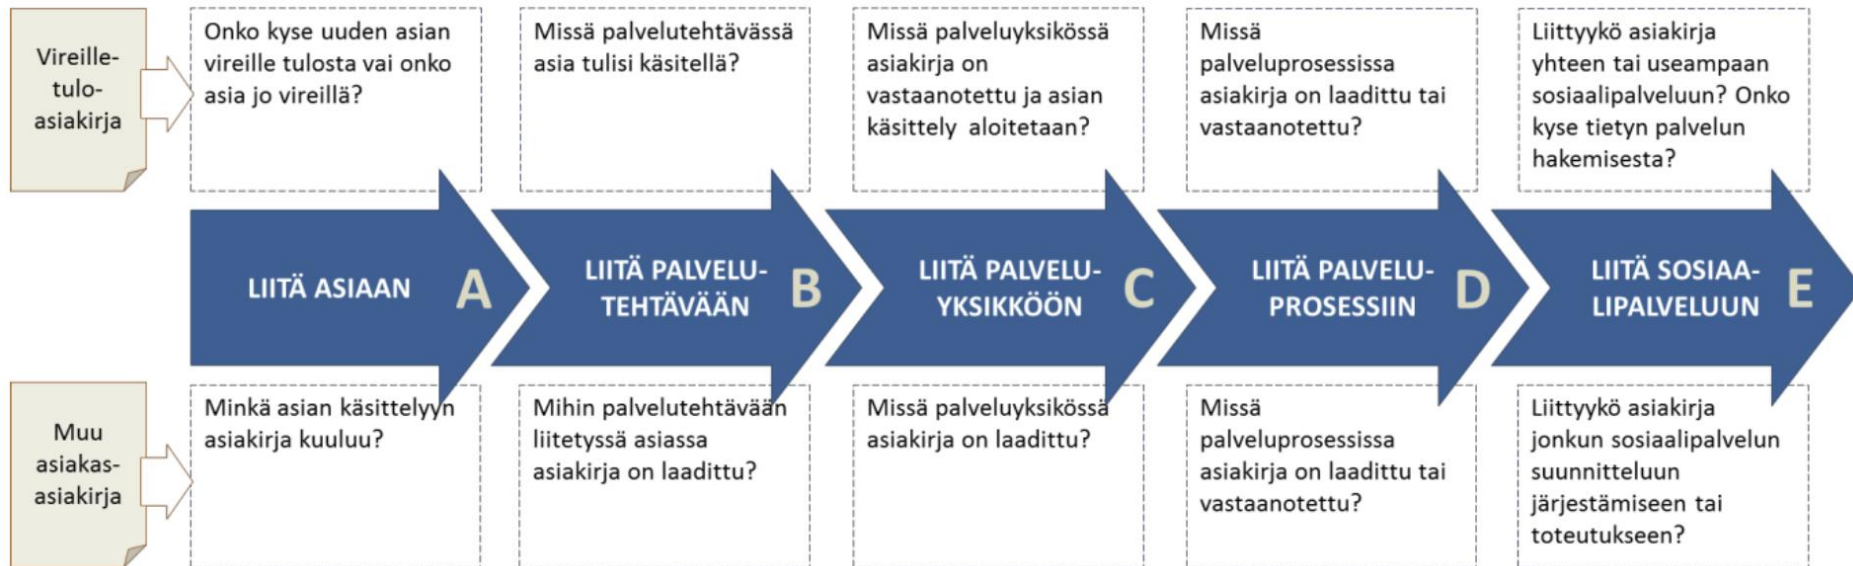 Vireille-
tulo-
asiakirja
Onko kyse uuden asian
vireille tulosta vai onko
asia jo vireillä?
Missä palvelutehtävässä
asia tulisi käsitellä?
Missä palveluyksikössä
asiakirja on
vastaanotettu ja asian
käsittely aloitetaan?
Missä
palveluprosessissa
asiakirja on laadittu tai
vastaanotettu?
Liittyykö asiakirja
yhteen tai useampaan
sosiaalipalveluun? Onko
kyse tietyn palvelun
hakemisesta?
LIITÄ ASIAAN
A
LIITÄ PALVELU-
TEHTÄVÄÄN
B
LIITÄ PALVELU-
YKSIKKÖÖN
C
LIITÄ PALVELU-
PROSESSIIN
D
LIITÄ SOSIAA-
LIPALVELUUN
E
Muu
asiakas-
asiakirja
Minkä asian käsittelyyn
asiakirja kuuluu?
Mihin palvelutehtävään
liitetyssä asiassa
asiakirja on laadittu?
Missä palveluyksikössä
asiakirja on laadittu?
Missä
palveluprosessissa
asiakirja on laadittu tai
vastaanotettu?
Liittyykö asiakirja
jonkun sosiaalipalvelun
suunnitteluun
järjestämiseen tai
toteutukseen?